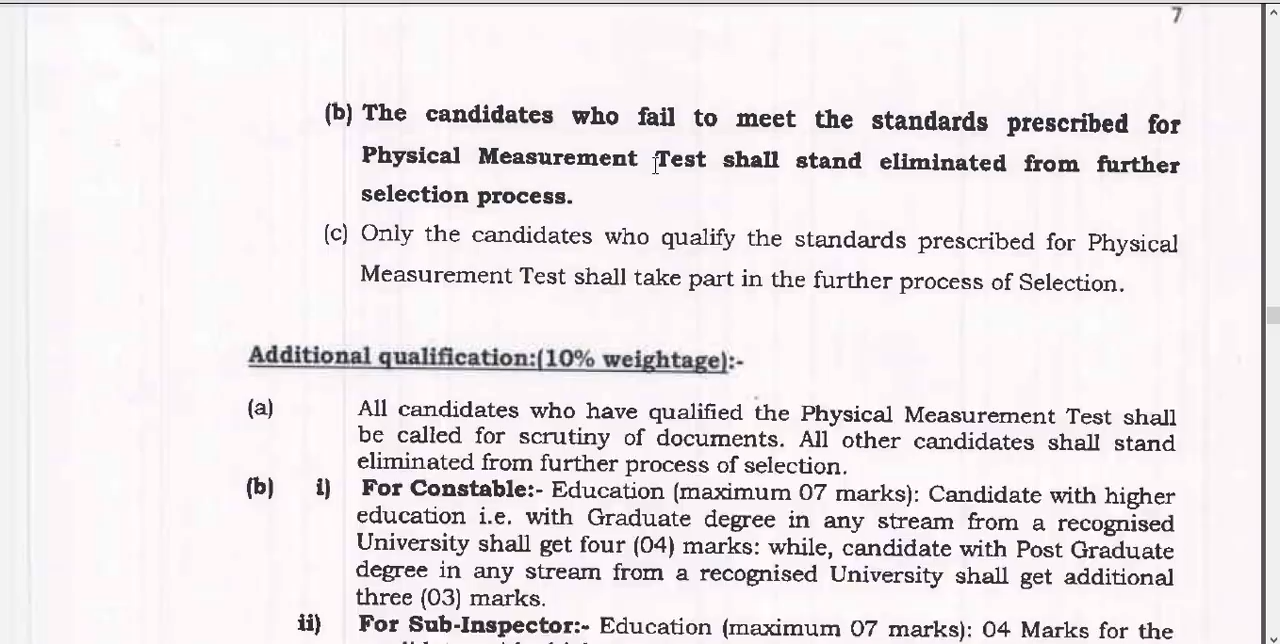 7
(b) The candidates who fail to meet the standards prescribed for
Physical Measurement Test shall stand eliminated from further
selection process.
(c) Only the candidates who qualify the standards prescribed for Physical
Measurement Test shall take part in the further process of Selection.
Additional qualification:(10% weightage):-
(a) All candidates who have qualified the Physical Measurement Test shall
be called for scrutiny of documents. All other candidates shall stand
eliminated from further process of selection.
(b) i) For Constable:- Education (maximum 07 marks): Candidate with higher
education i.e. with Graduate degree in any stream from a recognised
University shall get four (04) marks: while, candidate with Post Graduate
degree in any stream from a recognised University shall get additional
three (03) marks.
ii) For Sub-Inspector:- Education (maximum 07 marks): 04 Marks for the